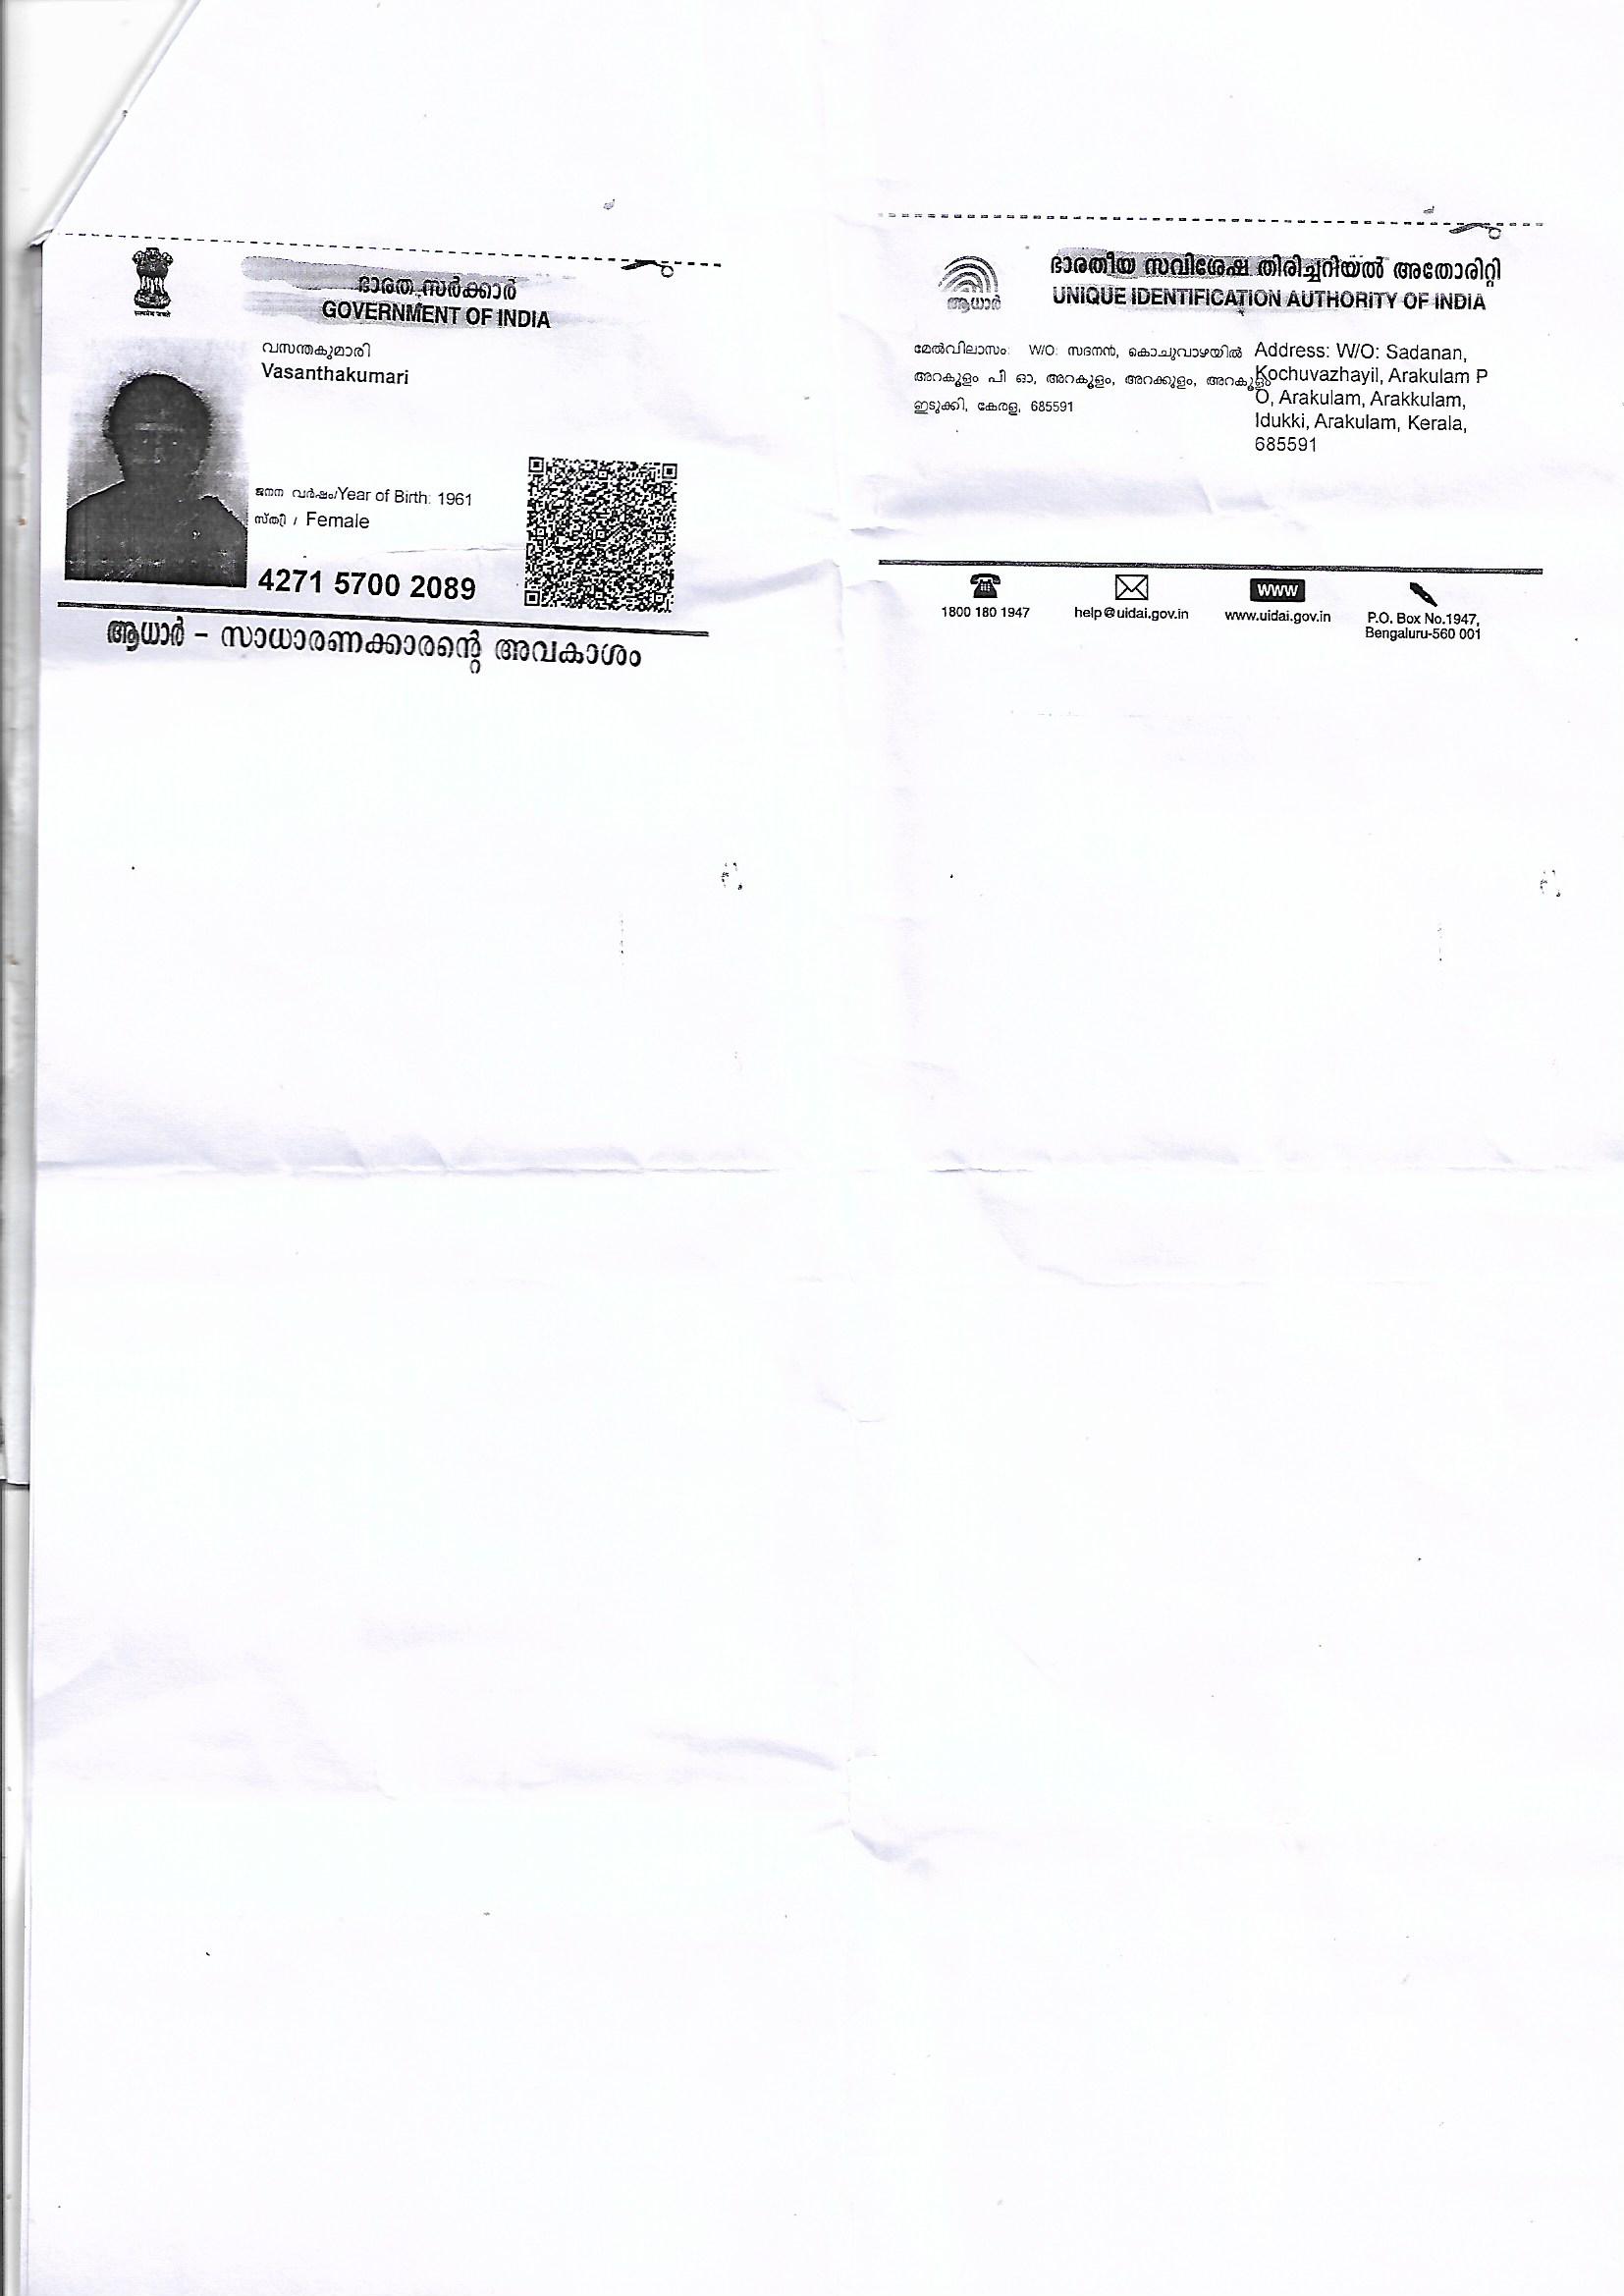 ഭാരത സർക്കാർ
GOVERNMENT OF INDIA
വസന്തകുമാരി
Vasanthakumari
ജനന വർഷം/Year of Birth: 1961
സ്ത്രീ / Female
4271 5700 2089
ആധാർ – സാധാരണക്കാരന്റെ അവകാശം
ആധാർ
ഭാരതീയ സവിശേഷ തിരിച്ചറിയൽ അതോരിറ്റി
UNIQUE IDENTIFICATION AUTHORITY OF INDIA
മേൽവിലാസം: W/O: സദനൻ, കൊചുവാഴയിൽ
അറകൂളം പി ഓ, അറകൂളം, അറക്കുളം, അറകൂളം
ഇടുക്കി, കേരള, 685591
Address: W/O: Sadanan,
Kochuvazhayil, Arakulam P
O, Arakulam, Arakkulam,
Idukki, Arakulam, Kerala,
685591
1800 180 1947
help@uidai.gov.in
WWW
www.uidai.gov.in
P.O. Box No.1947,
Bengaluru-560 001